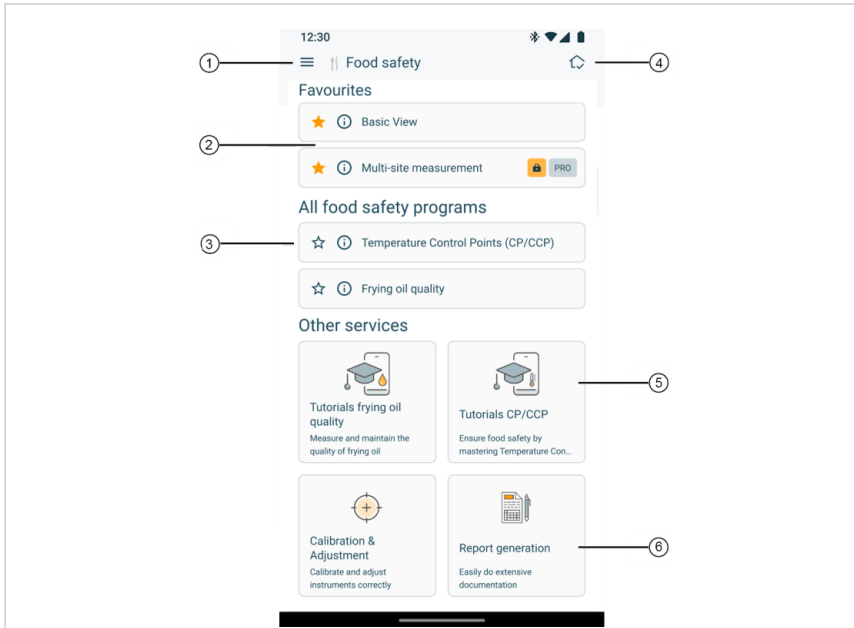 12:30
① Food safety ④
Favourites
Basic View
②
Multi-site measurement PRO
All food safety programs
③ Temperature Control Points (CP/CCP)
Frying oil quality
Other services
Tutorials frying oil
quality
Measure and maintain the
quality of frying oil
Tutorials CP/CCP
Ensure food safety by
mastering Temperature Con...
⑤
Calibration &
Adjustment
Calibrate and adjust
instruments correctly
Report generation
Easily do extensive
documentation
⑥